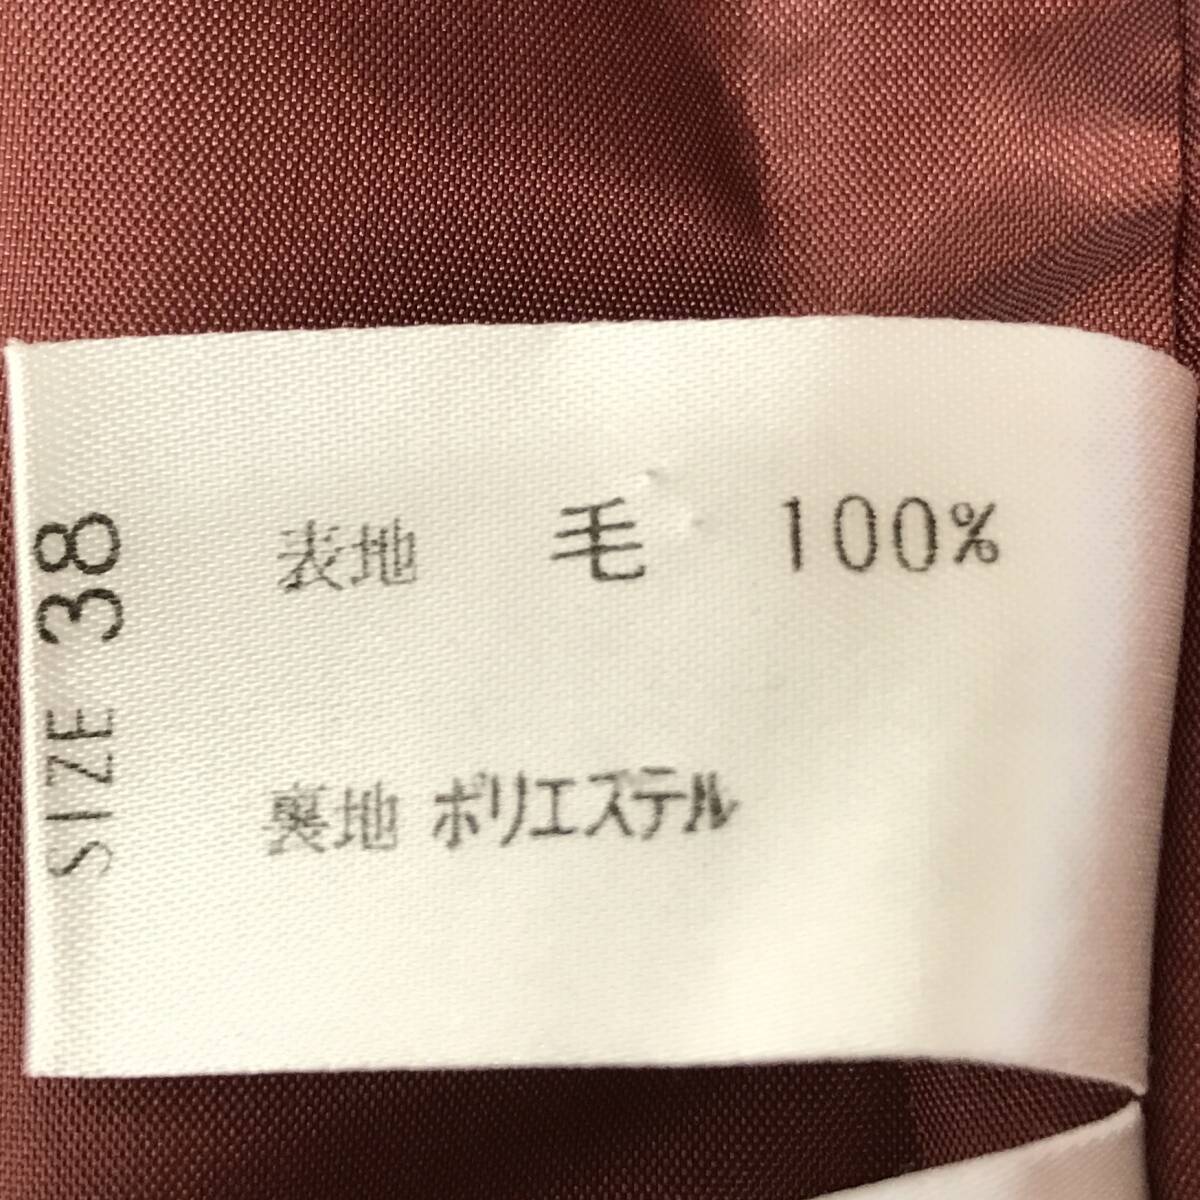 SIZE 38
表地 毛 100%
裏地 ポリエステル